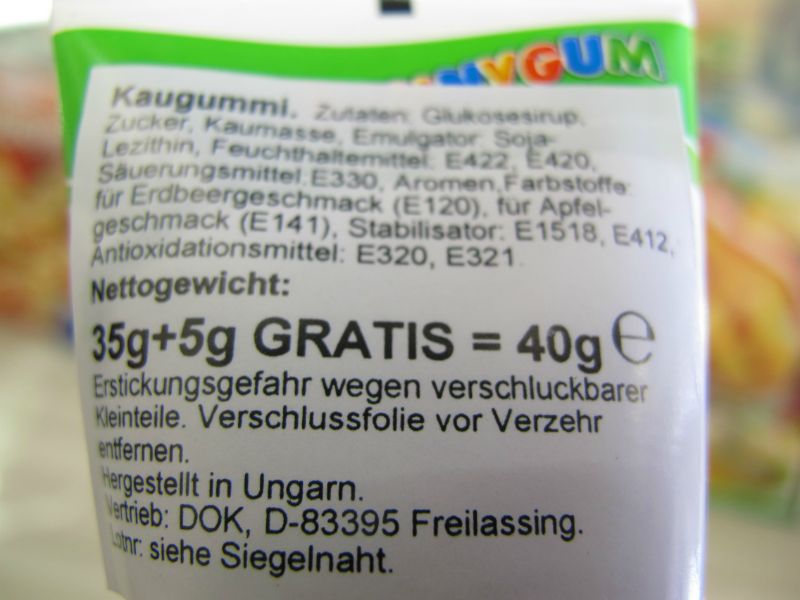 MYGUM
Kaugummi. Zutaten: Glukosesirup,
Zucker, Kaumasse, Emulgator: Soja-
Lezithin, Feuchthaltemittel: E422, E420,
Säuerungsmittel:E330, Aromen,Farbstoffe:
für Erdbeergeschmack (E120), für Apfel-
geschmack (E141), Stabilisator: E1518, E412,
Antioxidationsmittel: E320, E321.
Nettogewicht:
35g+5g GRATIS = 40g ℮
Erstickungsgefahr wegen verschluckbarer
Kleinteile. Verschlussfolie vor Verzehr
entfernen.
Hergestellt in Ungarn.
Vertrieb: DOK, D-83395 Freilassing.
Lotnr: siehe Siegelnaht.